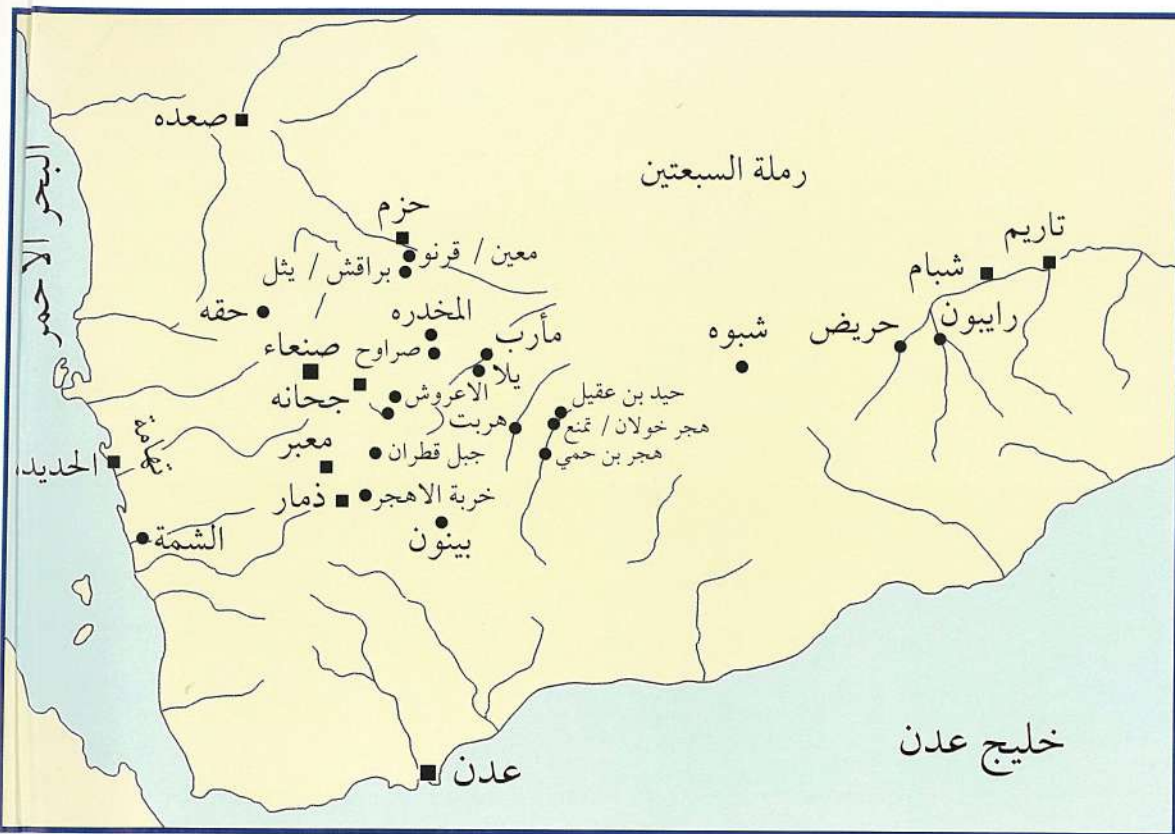 صعده
البحر الاحمر
رملة السبعتين
حزم
معين / قرنو
براقش / يثل
تاريم
شبام
رايبون
حريض
شبوه
حقه
المخدره
صراوح
صنعاء
مأرب
يلا
جحانه
الاعروش
حيد بن عقيل
هربت
هجر خولان / تمنع
هجر بن حمي
معبر
جبل قطران
تهامة
الحديد
ذمار
خربة الاهجر
بينون
الشمة
خليج عدن
عدن